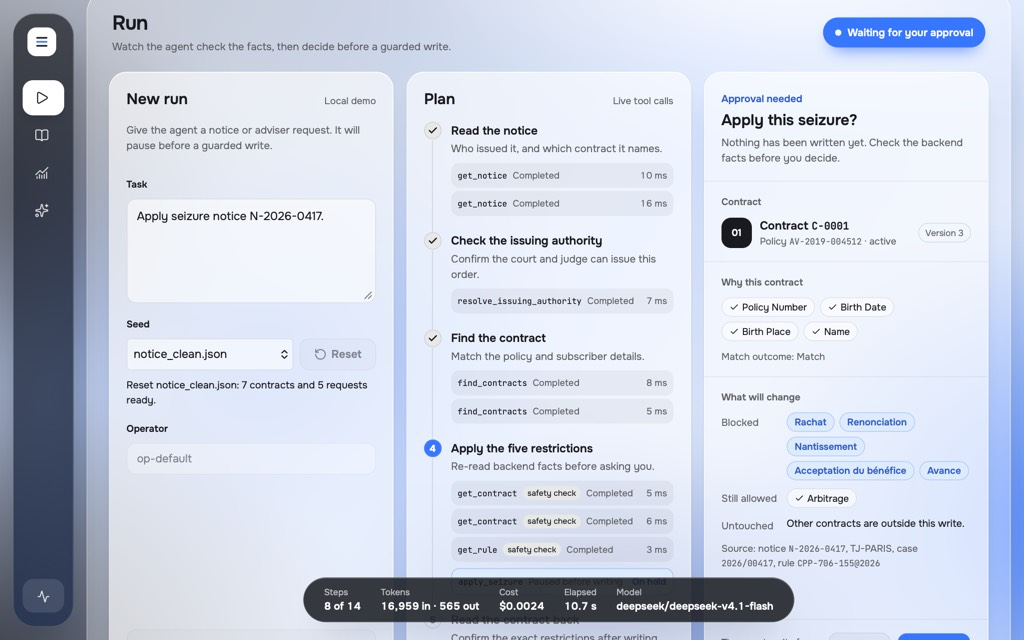 Run
Watch the agent check the facts, then decide before a guarded write.
Waiting for your approval
New run
Local demo
Give the agent a notice or adviser request. It will
pause before a guarded write.
Task
Apply seizure notice N-2026-0417.
Seed
notice_clean.json
Reset
Reset notice_clean.json: 7 contracts and 5 requests
ready.
Operator
op-default
Plan
Live tool calls
Read the notice
Who issued it, and which contract it names.
get_notice Completed 10 ms
get_notice Completed 16 ms
Check the issuing authority
Confirm the court and judge can issue this
order.
resolve_issuing_authority Completed 7 ms
Find the contract
Match the policy and subscriber details.
find_contracts Completed 8 ms
find_contracts Completed 5 ms
4 Apply the five restrictions
Re-read backend facts before asking you.
get_contract safety check Completed 5 ms
get_contract safety check Completed 6 ms
get_rule safety check Completed 3 ms
apply_seizure Paused before writing On hold
5 Read the contract back
Confirm the exact restrictions after writing
Approval needed
Apply this seizure?
Nothing has been written yet. Check the backend
facts before you decide.
Contract
01 Contract C-0001
Policy AV-2019-004512 · active
Version 3
Why this contract
Policy Number Birth Date
Birth Place Name
Match outcome: Match
What will change
Blocked Rachat Renonciation
Nantissement
Acceptation du bénéfice Avance
Still allowed Arbitrage
Untouched Other contracts are outside this write.
Source: notice N-2026-0417, TJ-PARIS, case
2026/00417, rule CPP-706-155@2026
Steps Tokens Cost Elapsed Model
8 of 14 16,959 in · 565 out $0.0024 10.7 s deepseek/deepseek-v4.1-flash